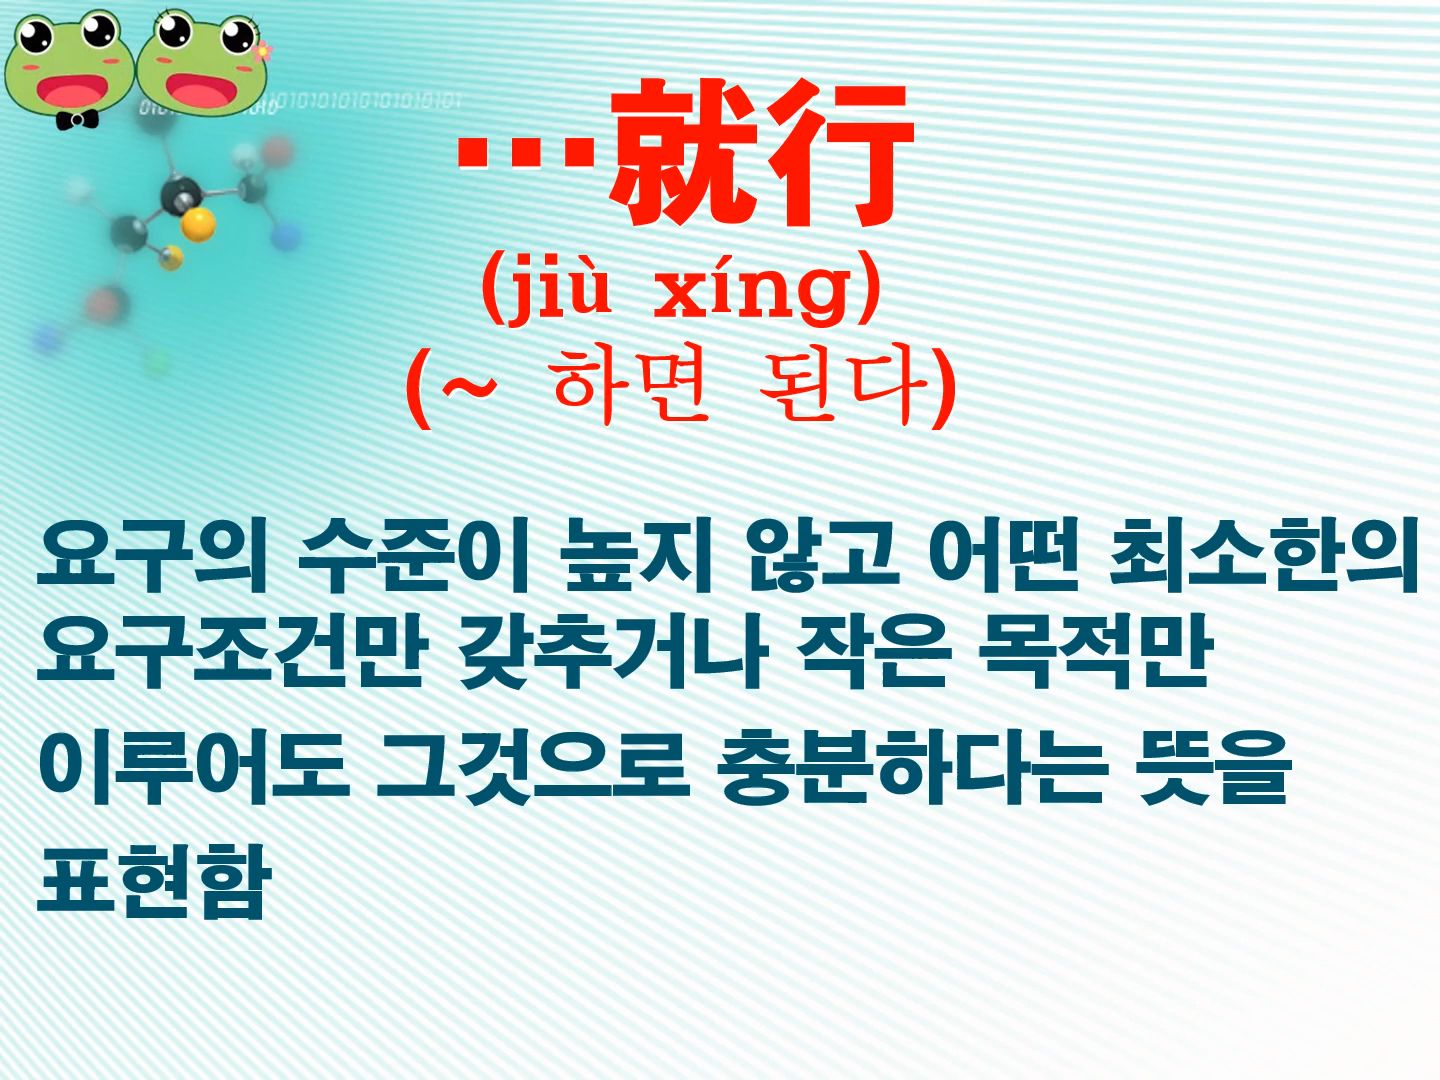 …就行
(jiù xíng)
(~ 하면 된다)
요구의 수준이 높지 않고 어떤 최소한의
요구조건만 갖추거나 작은 목적만
이루어도 그것으로 충분하다는 뜻을
표현함